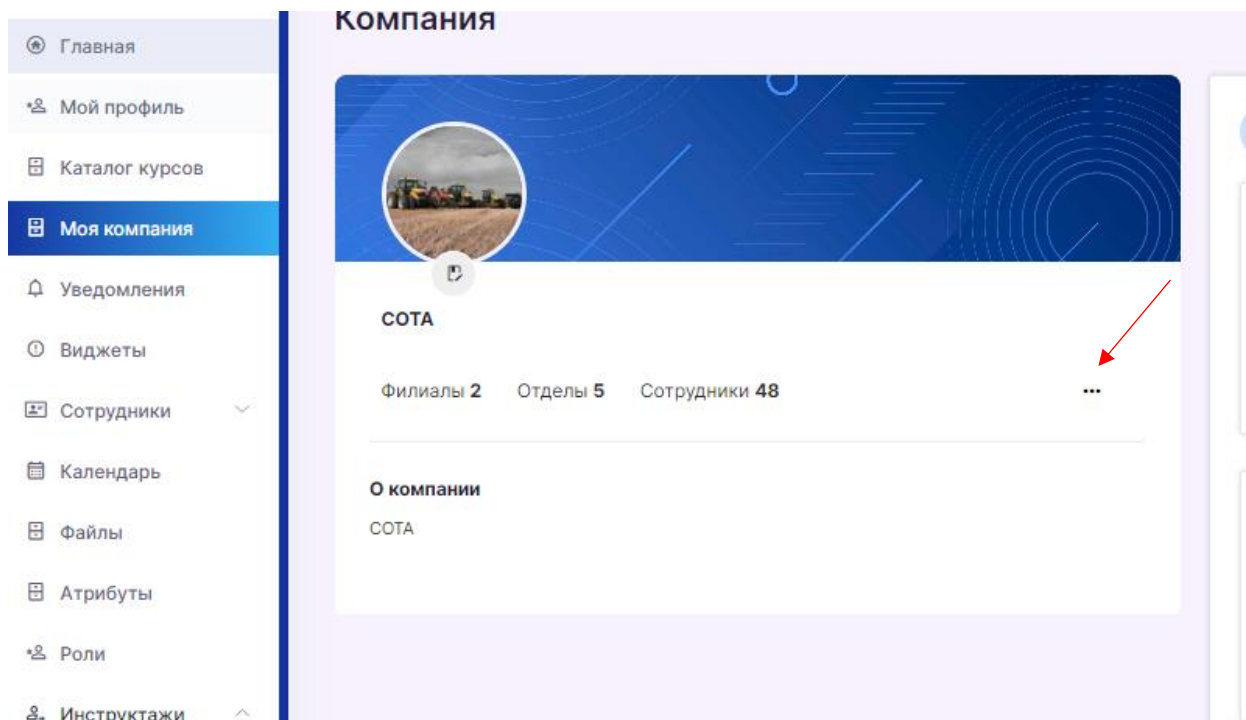 Компания
Главная
Мой профиль
Каталог курсов
Моя компания
Уведомления
Виджеты
Сотрудники
Календарь
Файлы
Атрибуты
Роли
Инструктажи
СОТА
Филиалы 2 Отделы 5 Сотрудники 48
О компании
СОТА